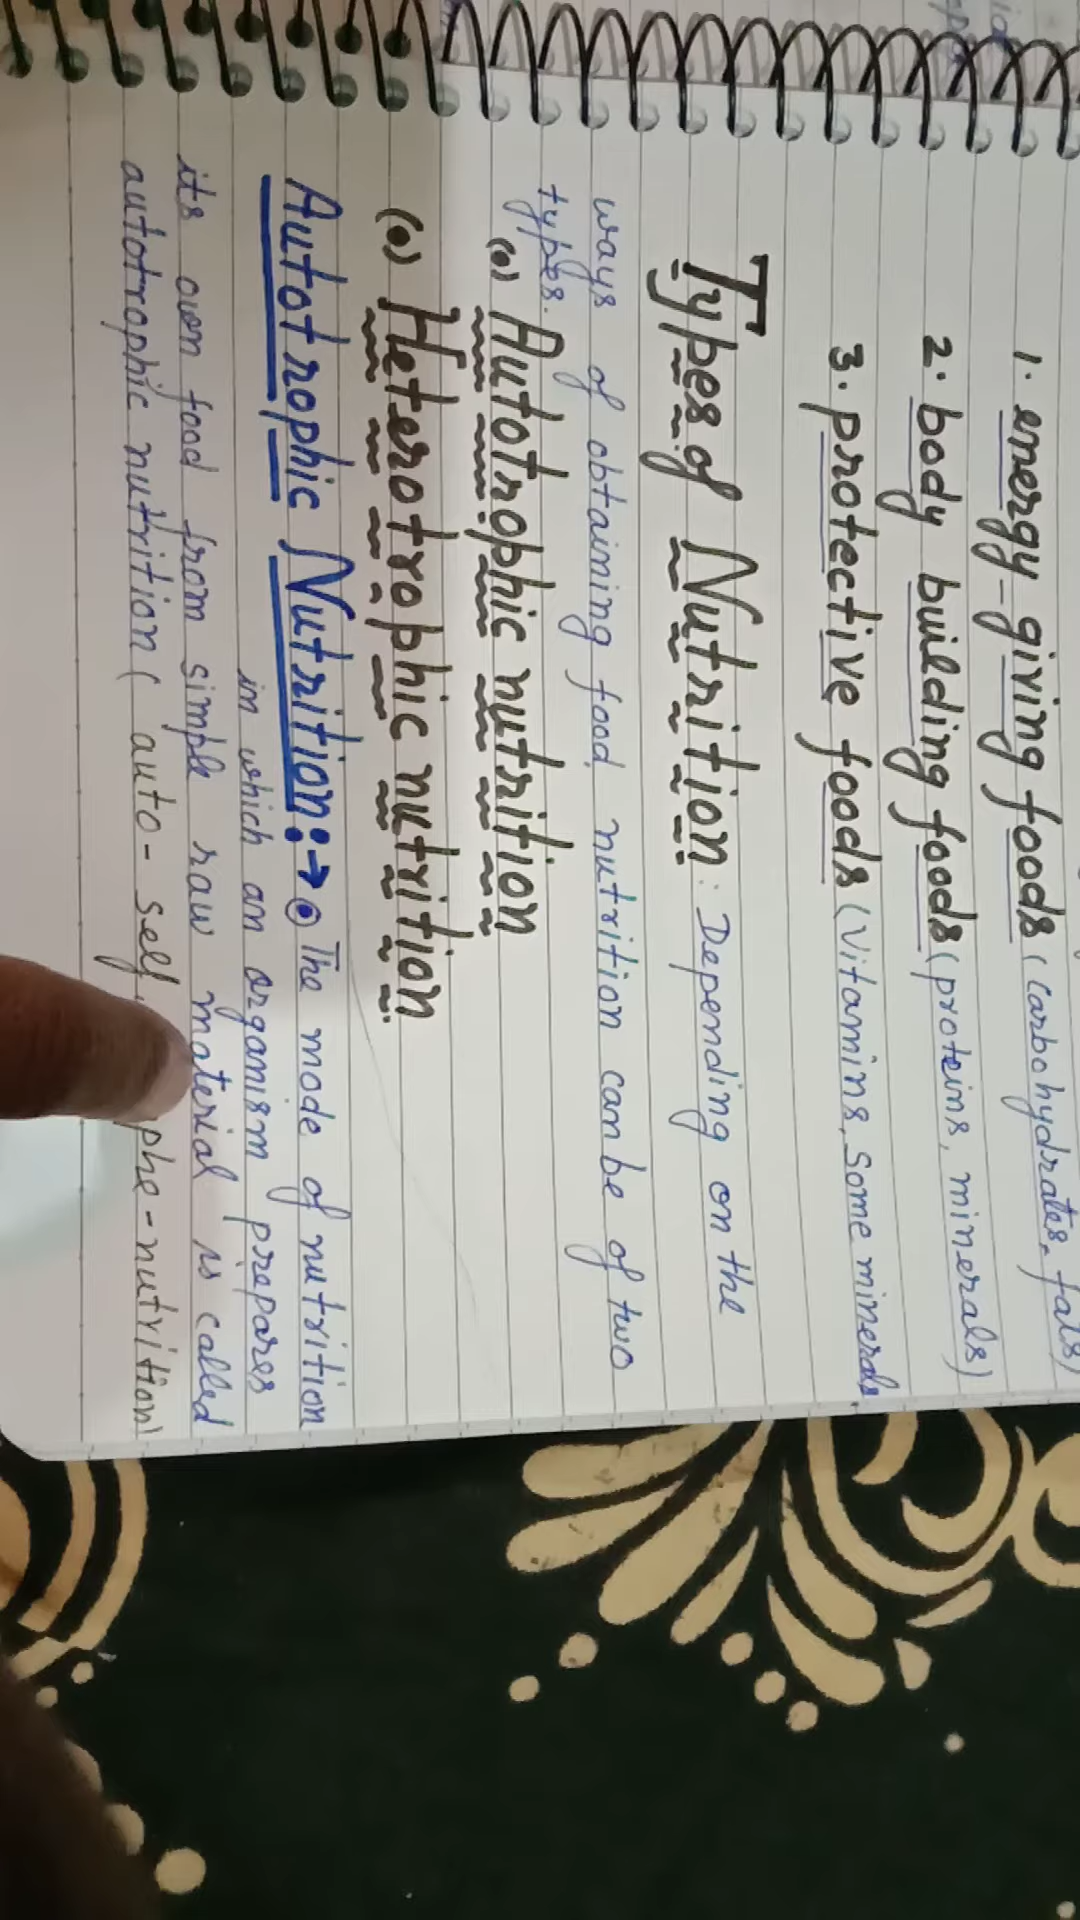 1. energy-giving foods (carbohydrates, fats)
2. body building foods (proteins, minerals)
3. protective foods (Vitamins, Some minerals
Types of Nutrition: Depending on the
ways of obtaining food nutrition can be of two
types.
(•) Autotrophic nutrition
(•) Heterotrophic nutrition
Autotrophic Nutrition:→ ⊙ The mode of nutrition
in which an organism prepares
its own food from simple raw material is called
autotrophic nutrition ( auto- self, phe-nutrition)